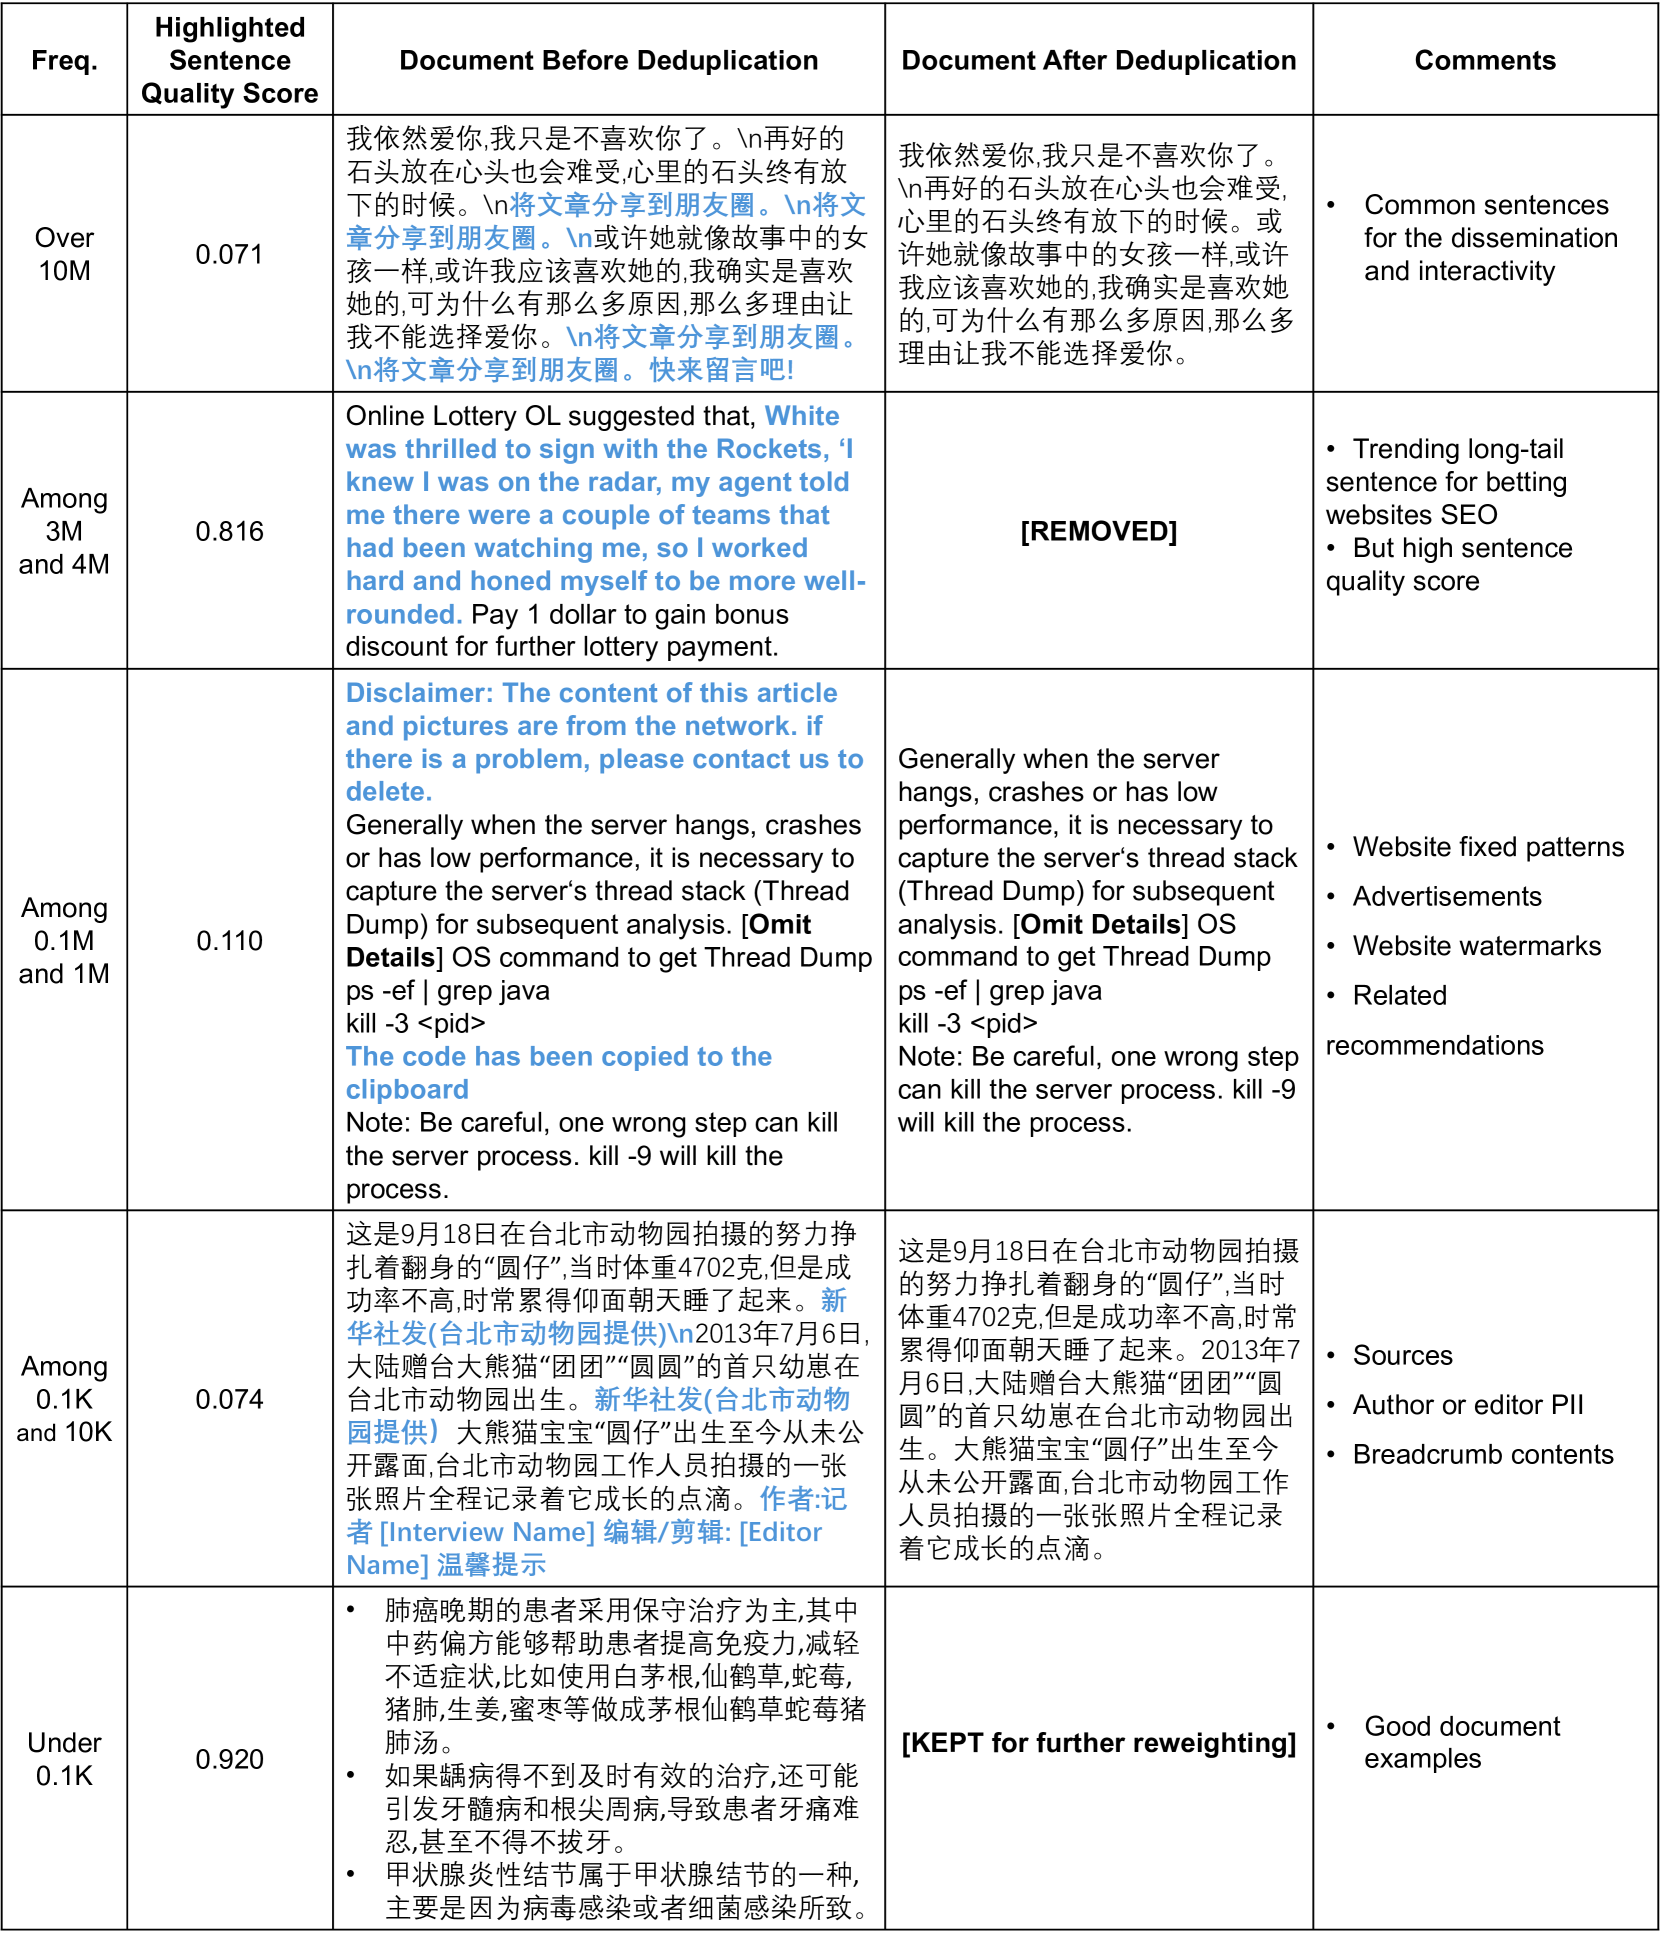 Freq.
Highlighted
Sentence
Quality Score
Document Before Deduplication
Document After Deduplication
Comments
Over
10M
0.071
我依然爱你,我只是不喜欢你了。\n再好的
石头放在心头也会难受,心里的石头终有放
下的时候。\n将文章分享到朋友圈。\n将文
章分享到朋友圈。\n或许她就像故事中的女
孩一样,或许我应该喜欢她的,我确实是喜欢
她的,可为什么有那么多原因,那么多理由让
我不能选择爱你。\n将文章分享到朋友圈。
\n将文章分享到朋友圈。快来留言吧!
我依然爱你,我只是不喜欢你了。
\n再好的石头放在心头也会难受,
心里的石头终有放下的时候。或
许她就像故事中的女孩一样,或许
我应该喜欢她的,我确实是喜欢她
的,可为什么有那么多原因,那么多
理由让我不能选择爱你。
• Common sentences
for the dissemination
and interactivity
Among
3M
and 4M
0.816
Online Lottery OL suggested that, White
was thrilled to sign with the Rockets, ‘I
knew I was on the radar, my agent told
me there were a couple of teams that
had been watching me, so I worked
hard and honed myself to be more well-
rounded. Pay 1 dollar to gain bonus
discount for further lottery payment.
[REMOVED]
• Trending long-tail
sentence for betting
websites SEO
• But high sentence
quality score
Among
0.1M
and 1M
0.110
Disclaimer: The content of this article
and pictures are from the network. if
there is a problem, please contact us to
delete.
Generally when the server hangs, crashes
or has low performance, it is necessary to
capture the server‘s thread stack (Thread
Dump) for subsequent analysis. [Omit
Details] OS command to get Thread Dump
ps -ef | grep java
kill -3 <pid>
The code has been copied to the
clipboard
Note: Be careful, one wrong step can kill
the server process. kill -9 will kill the
process.
Generally when the server
hangs, crashes or has low
performance, it is necessary to
capture the server‘s thread stack
(Thread Dump) for subsequent
analysis. [Omit Details] OS
command to get Thread Dump
ps -ef | grep java
kill -3 <pid>
Note: Be careful, one wrong step
can kill the server process. kill -9
will kill the process.
• Website fixed patterns
• Advertisements
• Website watermarks
• Related
recommendations
Among
0.1K
and 10K
0.074
这是9月18日在台北市动物园拍摄的努力挣
扎着翻身的“圆仔”,当时体重4702克,但是成
功率不高,时常累得仰面朝天睡了起来。新
华社发(台北市动物园提供)\n2013年7月6日,
大陆赠台大熊猫“团团”“圆圆”的首只幼崽在
台北市动物园出生。新华社发(台北市动物
园提供）大熊猫宝宝“圆仔”出生至今从未公
开露面,台北市动物园工作人员拍摄的一张
张照片全程记录着它成长的点滴。作者:记
者 [Interview Name] 编辑/剪辑: [Editor
Name] 温馨提示
这是9月18日在台北市动物园拍摄
的努力挣扎着翻身的“圆仔”,当时
体重4702克,但是成功率不高,时常
累得仰面朝天睡了起来。2013年7
月6日,大陆赠台大熊猫“团团”“圆
圆”的首只幼崽在台北市动物园出
生。大熊猫宝宝“圆仔”出生至今
从未公开露面,台北市动物园工作
人员拍摄的一张张照片全程记录
着它成长的点滴。
• Sources
• Author or editor PII
• Breadcrumb contents
Under
0.1K
0.920
• 肺癌晚期的患者采用保守治疗为主,其中
中药偏方能够帮助患者提高免疫力,减轻
不适症状,比如使用白茅根,仙鹤草,蛇莓,
猪肺,生姜,蜜枣等做成茅根仙鹤草蛇莓猪
肺汤。
• 如果龋病得不到及时有效的治疗,还可能
引发牙髓病和根尖周病,导致患者牙痛难
忍,甚至不得不拔牙。
• 甲状腺炎性结节属于甲状腺结节的一种,
主要是因为病毒感染或者细菌感染所致。
[KEPT for further reweighting]
• Good document
examples